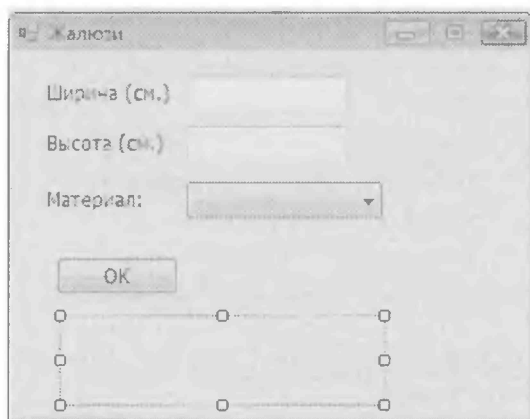 Жалюзи
Ширина (см.)
Высота (см.)
Материал:
OK